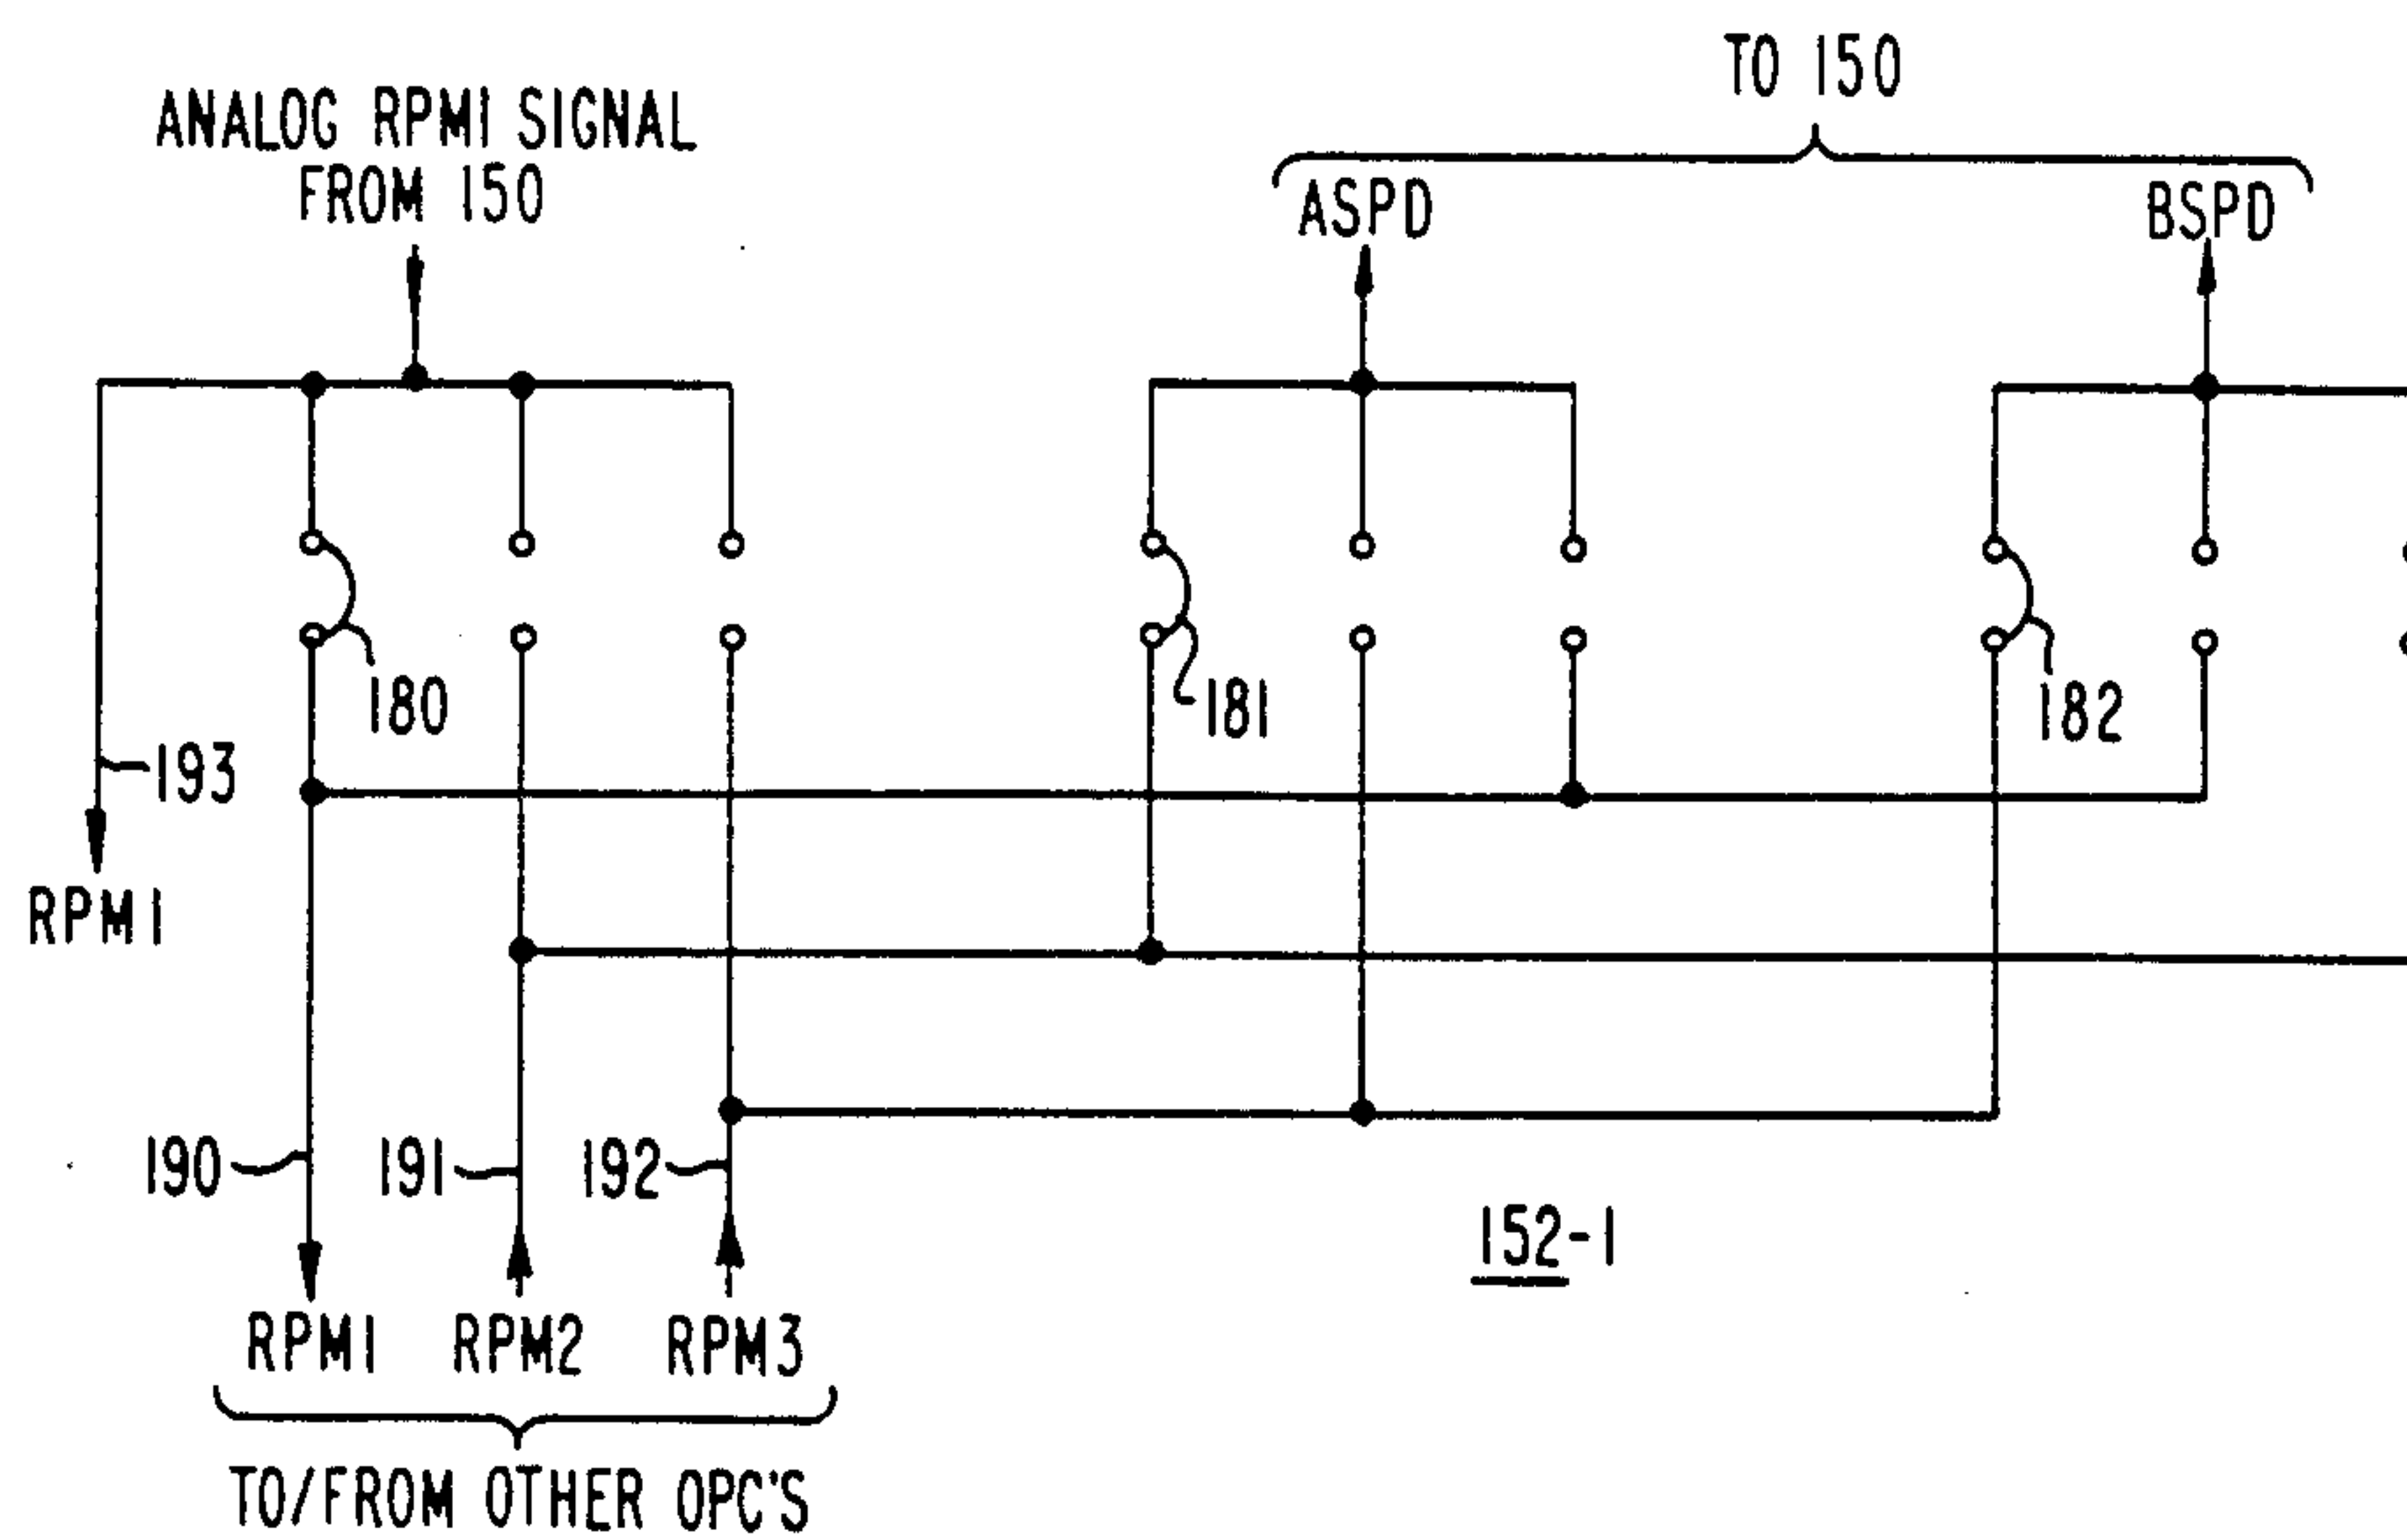 ANALOG RPM1 SIGNAL
FROM 150
TO 150
ASPD
BSPD
180
181
182
193
RPM1
190
191
192
152-1
RPM1
RPM2
RPM3
TO/FROM OTHER OPC'S